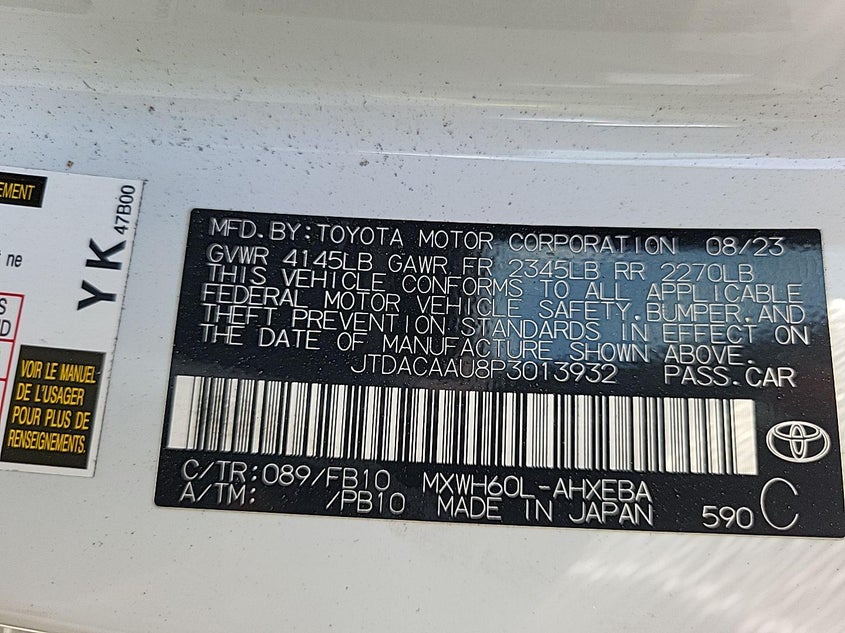 EMENT
ne
YK 47B00
S
D
VOIR LE MANUEL
DE L'USAGER
POUR PLUS DE
RENSEIGNEMENTS.
MFD.BY:TOYOTA MOTOR CORPORATION 08/23
GVWR 4145LB GAWR FR 2345LB RR 2270LB
THIS VEHICLE CONFORMS TO ALL APPLICABLE
FEDERAL MOTOR VEHICLE SAFETY,BUMPER,AND
THEFT PREVENTION STANDARDS IN EFFECT ON
THE DATE OF MANUFACTURE SHOWN ABOVE.
JTDACAAU8P3013932 PASS.CAR
C/TR:089/FB10 MXWH60L-AHXEBA
A/TM: /PB10 MADE IN JAPAN 590 C